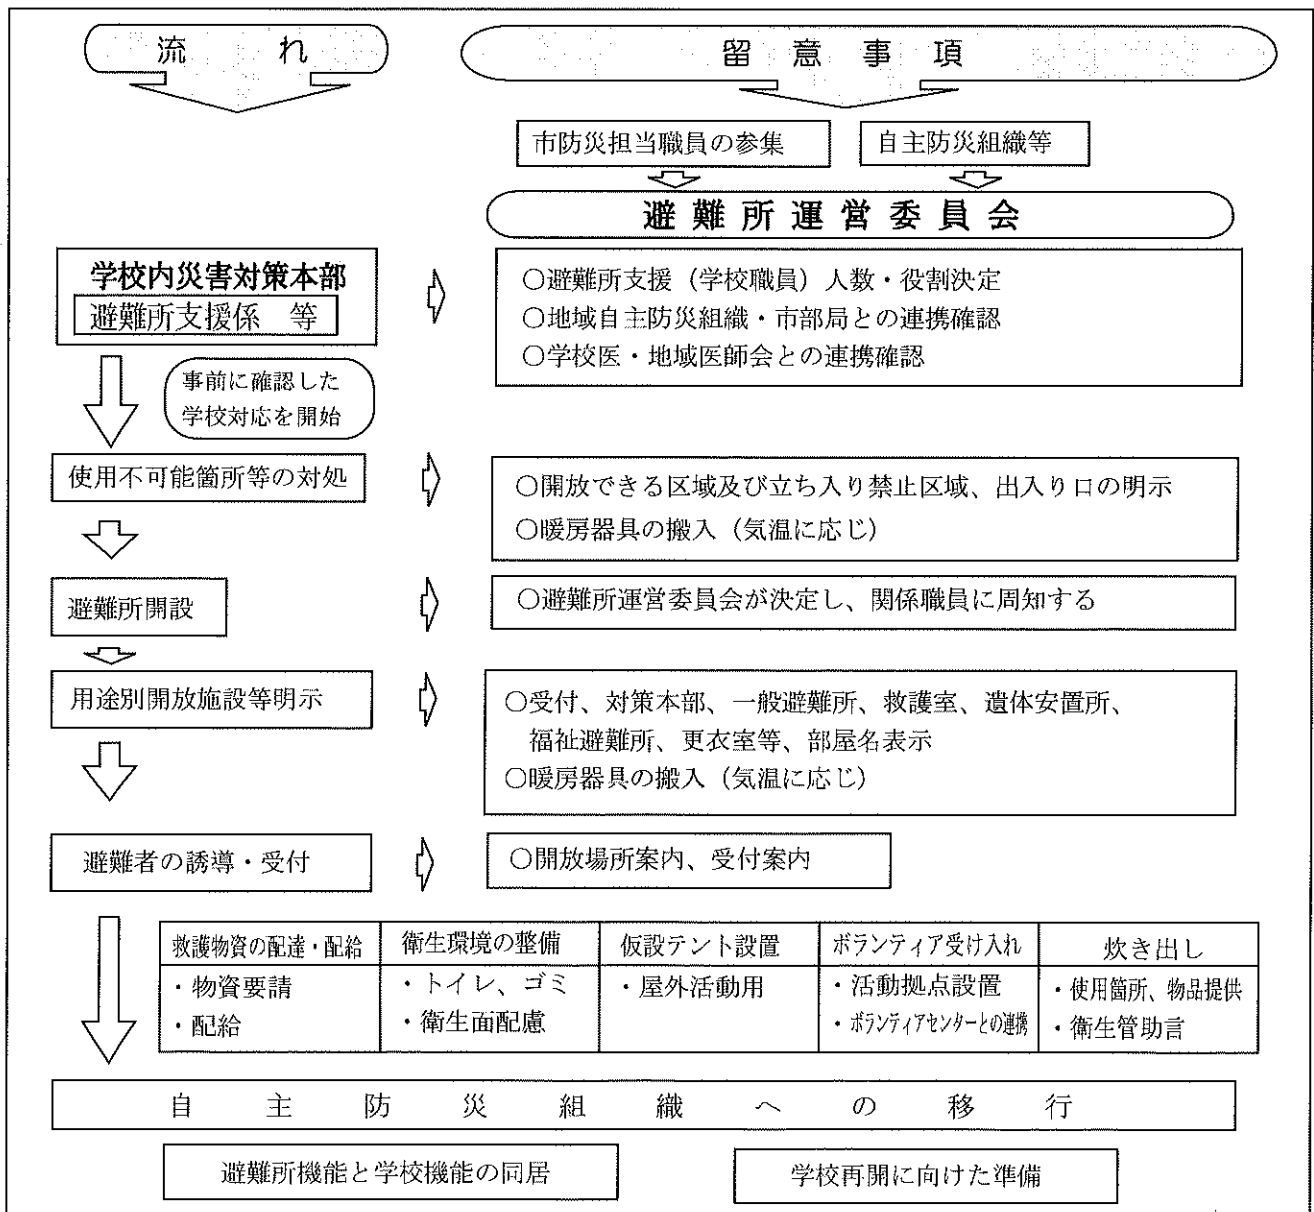 流れ
留意事項
市防災担当職員の参集
自主防災組織等
避難所運営委員会
学校内災害対策本部
避難所支援係 等
○避難所支援（学校職員）人数・役割決定
○地域自主防災組織・市部局との連携確認
○学校医・地域医師会との連携確認
事前に確認した
学校対応を開始
使用不可能箇所等の対処
○開放できる区域及び立ち入り禁止区域、出入り口の明示
○暖房器具の搬入（気温に応じ）
避難所開設
○避難所運営委員会が決定し、関係職員に周知する
用途別開放施設等明示
○受付、対策本部、一般避難所、救護室、遺体安置所、
福祉避難所、更衣室等、部屋名表示
○暖房器具の搬入（気温に応じ）
避難者の誘導・受付
○開放場所案内、受付案内
救護物資の配達・配給
・物資要請
・配給
衛生環境の整備
・トイレ、ゴミ
・衛生面配慮
仮設テント設置
・屋外活動用
ボランティア受け入れ
・活動拠点設置
・ボランティアセンターとの連携
炊き出し
・使用箇所、物品提供
・衛生管助言
自主防災組織への移行
避難所機能と学校機能の同居
学校再開に向けた準備